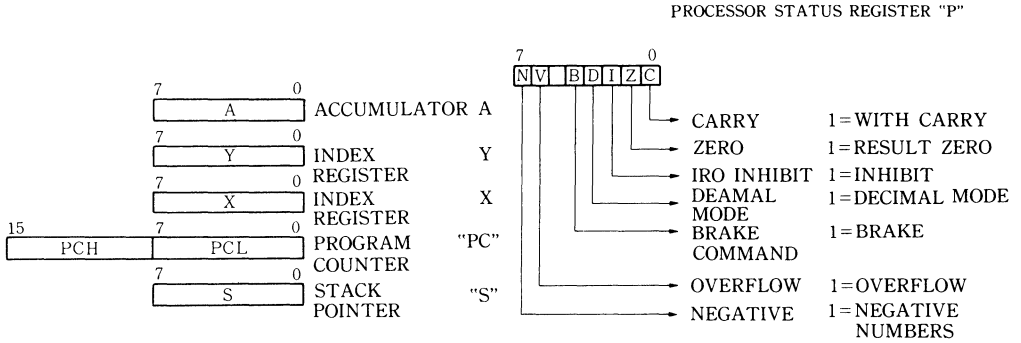 PROCESSOR STATUS REGISTER "P"
7 0
N V B D I Z C
7 0
A ACCUMULATOR A
7 0
Y INDEX REGISTER Y
7 0
X INDEX REGISTER X
15 7 0
PCH PCL PROGRAM COUNTER "PC"
7 0
S STACK POINTER "S"
CARRY 1=WITH CARRY
ZERO 1=RESULT ZERO
IRO INHIBIT 1=INHIBIT
DEAMAL MODE 1=DECIMAL MODE
BRAKE COMMAND 1=BRAKE
OVERFLOW 1=OVERFLOW
NEGATIVE 1=NEGATIVE NUMBERS